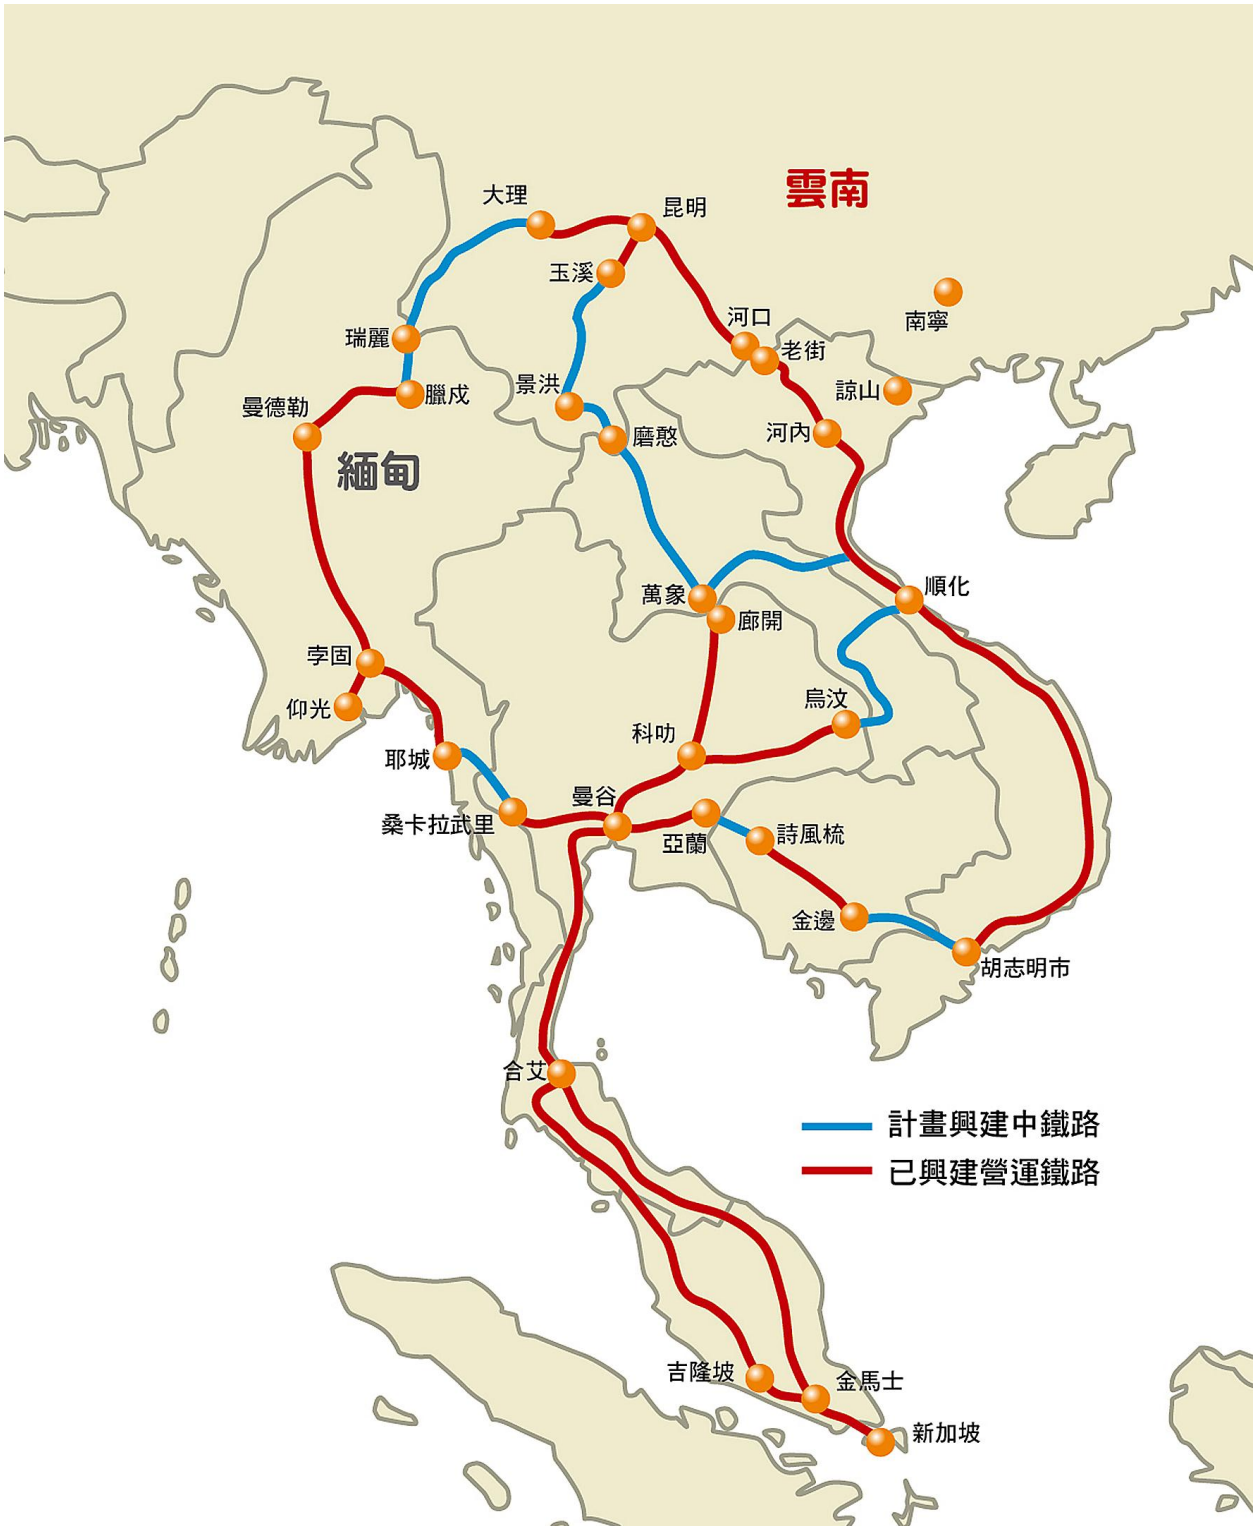 雲南
大理
昆明
玉溪
南寧
河口
瑞麗
老街
景洪
諒山
臘戍
曼德勒
磨憨
河內
緬甸
順化
萬象
廊開
孛固
仰光
烏汶
科叻
耶城
曼谷
桑卡拉武里
亞蘭
詩風梳
金邊
胡志明市
合艾
計畫興建中鐵路
已興建營運鐵路
吉隆坡
金馬士
新加坡